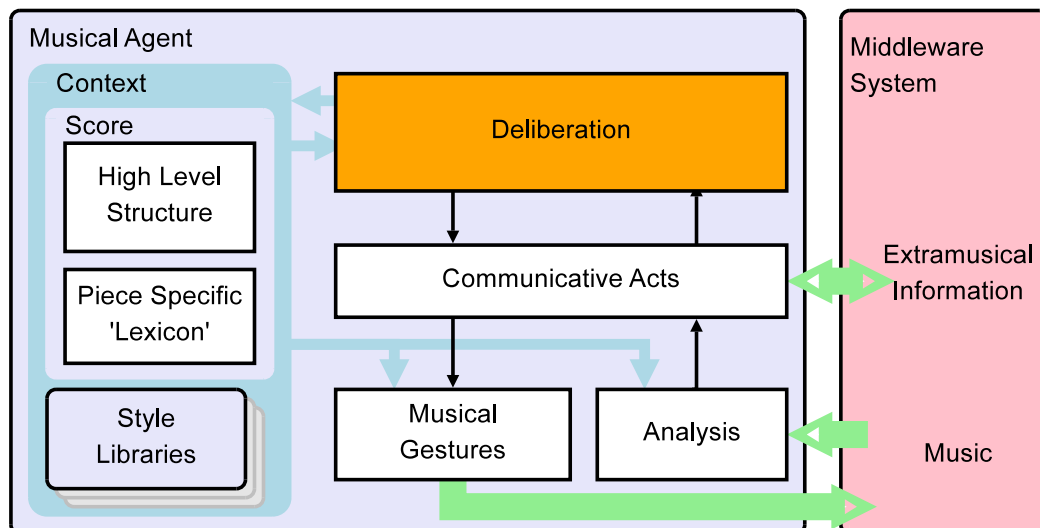 Musical Agent
Context
Score
High Level
Structure
Piece Specific
'Lexicon'
Style
Libraries
Deliberation
Communicative Acts
Musical
Gestures
Analysis
Middleware
System
Extramusical
Information
Music